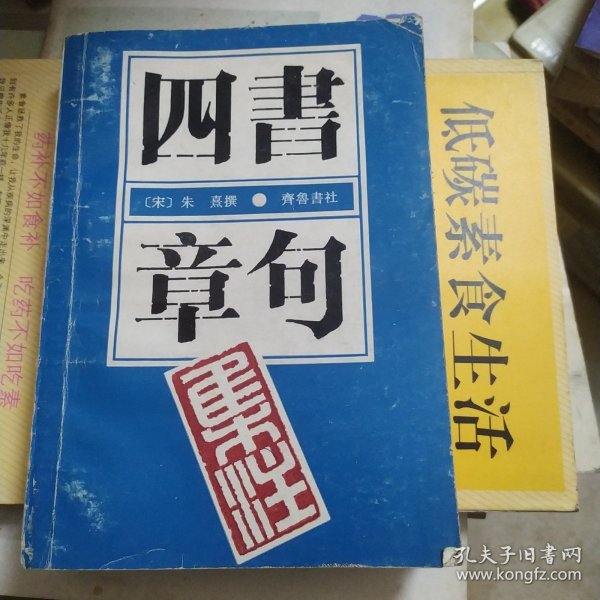 四書
〔宋〕朱 熹撰 ● 齊魯書社
章句
集注
低碳素食生活
药补不如食补 吃药不如吃素
孔夫子旧书网
www.kongfz.com